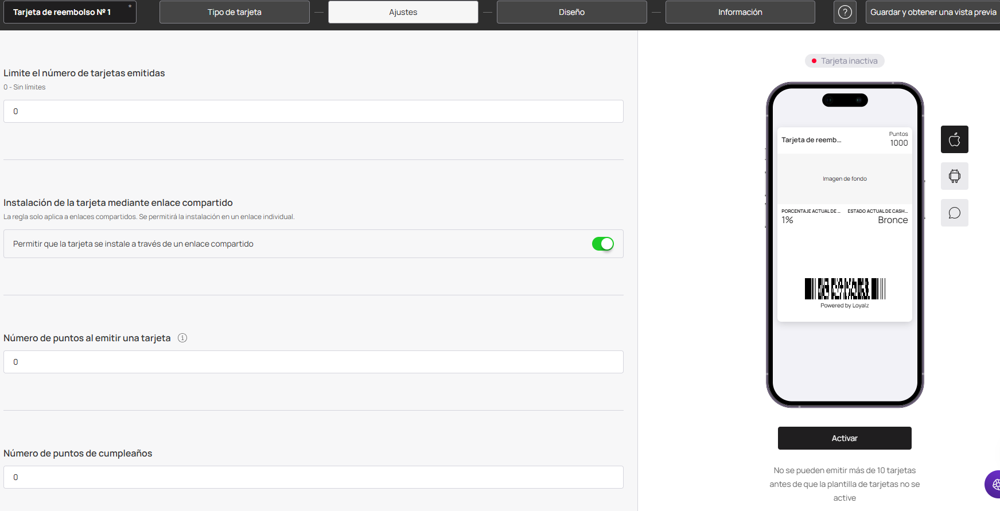 Tarjeta de reembolso Nº 1 *
Tipo de tarjeta
Ajustes
Diseño
Información
?
Guardar y obtener una vista previa
Limite el número de tarjetas emitidas
0 - Sin límites
0
Instalación de la tarjeta mediante enlace compartido
La regla solo aplica a enlaces compartidos. Se permitirá la instalación en un enlace individual.
Permitir que la tarjeta se instale a través de un enlace compartido
Número de puntos al emitir una tarjeta
0
Número de puntos de cumpleaños
0
Tarjeta inactiva
Puntos
Tarjeta de reemb...
1000
Imagen de fondo
PORCENTAJE ACTUAL DE ...
ESTADO ACTUAL DE CASH...
1%
Bronce
Powered by Loyalz
Activar
No se pueden emitir más de 10 tarjetas
antes de que la plantilla de tarjetas no se
active